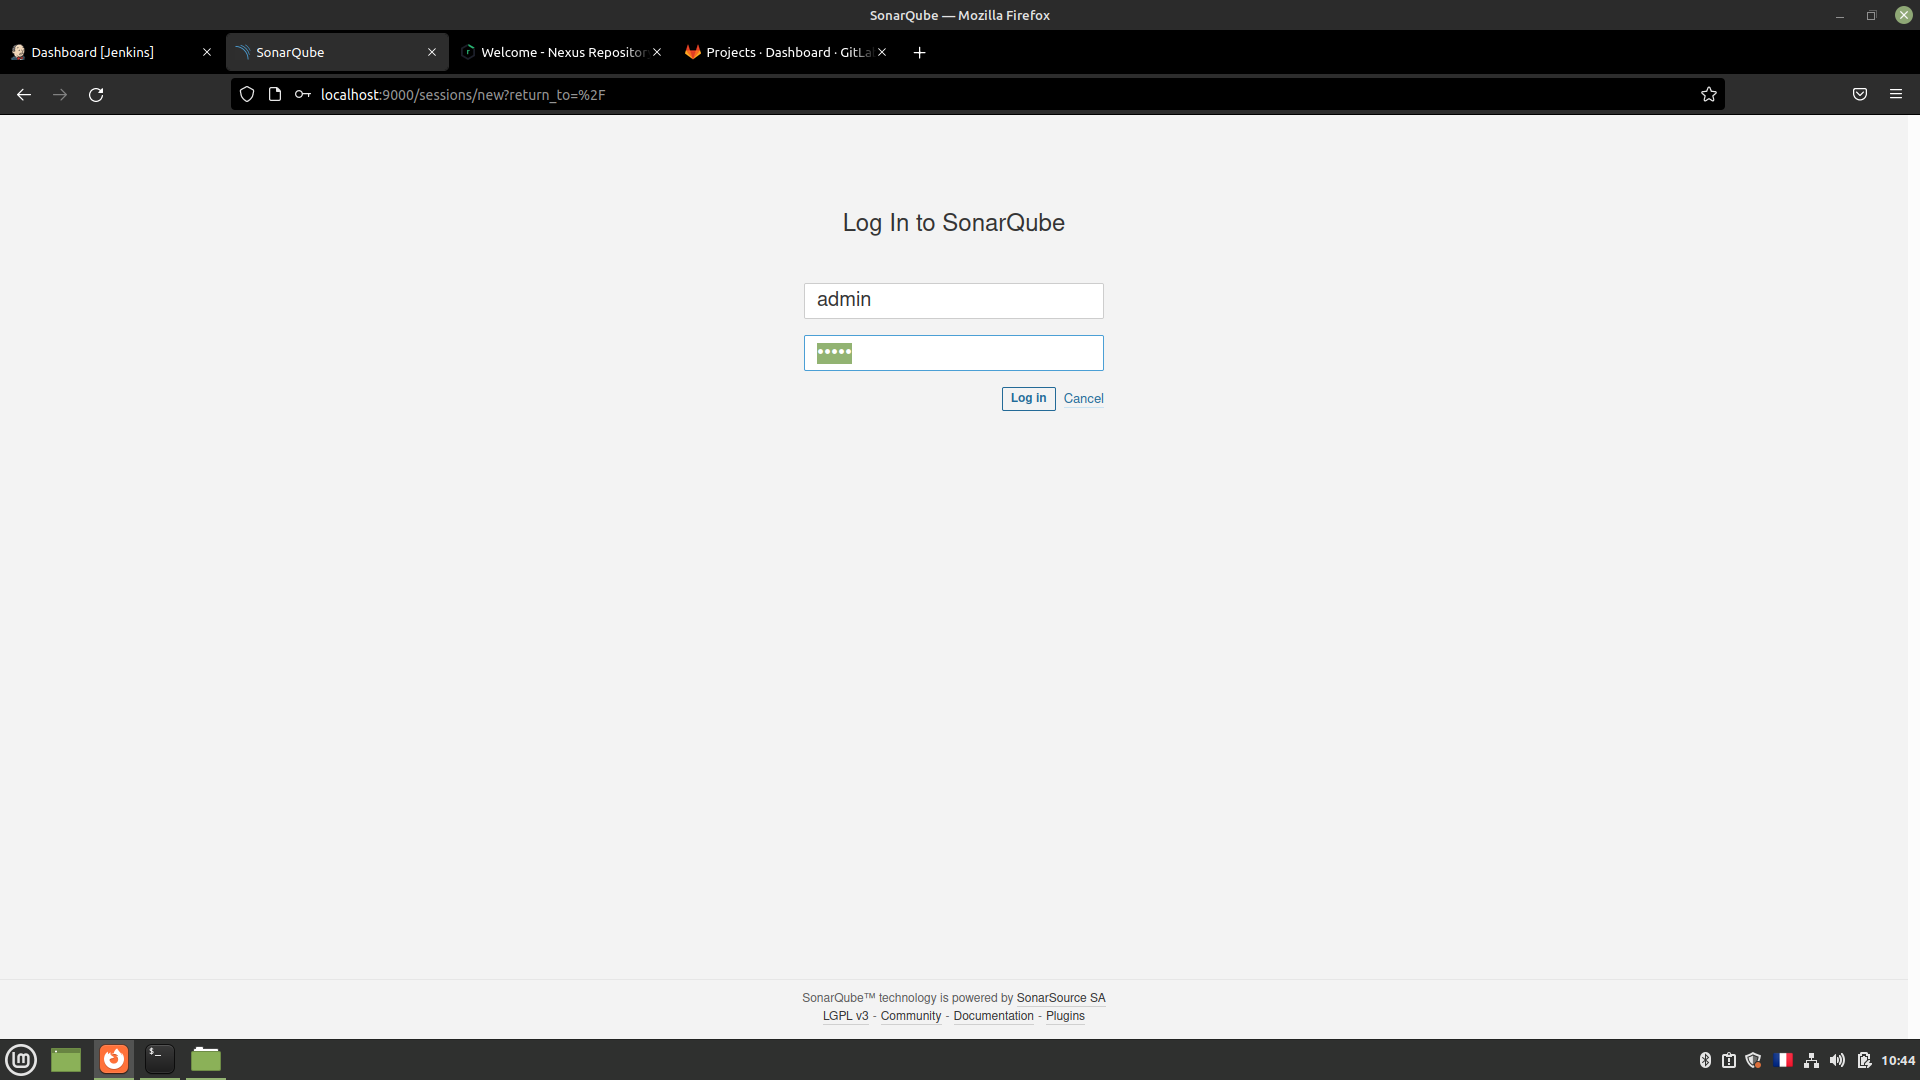 SonarQube — Mozilla Firefox
Dashboard [Jenkins]
SonarQube
Welcome - Nexus Repositor
Projects · Dashboard · GitLa
localhost:9000/sessions/new?return_to=%2F
Log In to SonarQube
admin
•••••
Log in Cancel
SonarQube™ technology is powered by SonarSource SA
LGPL v3 - Community - Documentation - Plugins
$_
10:44